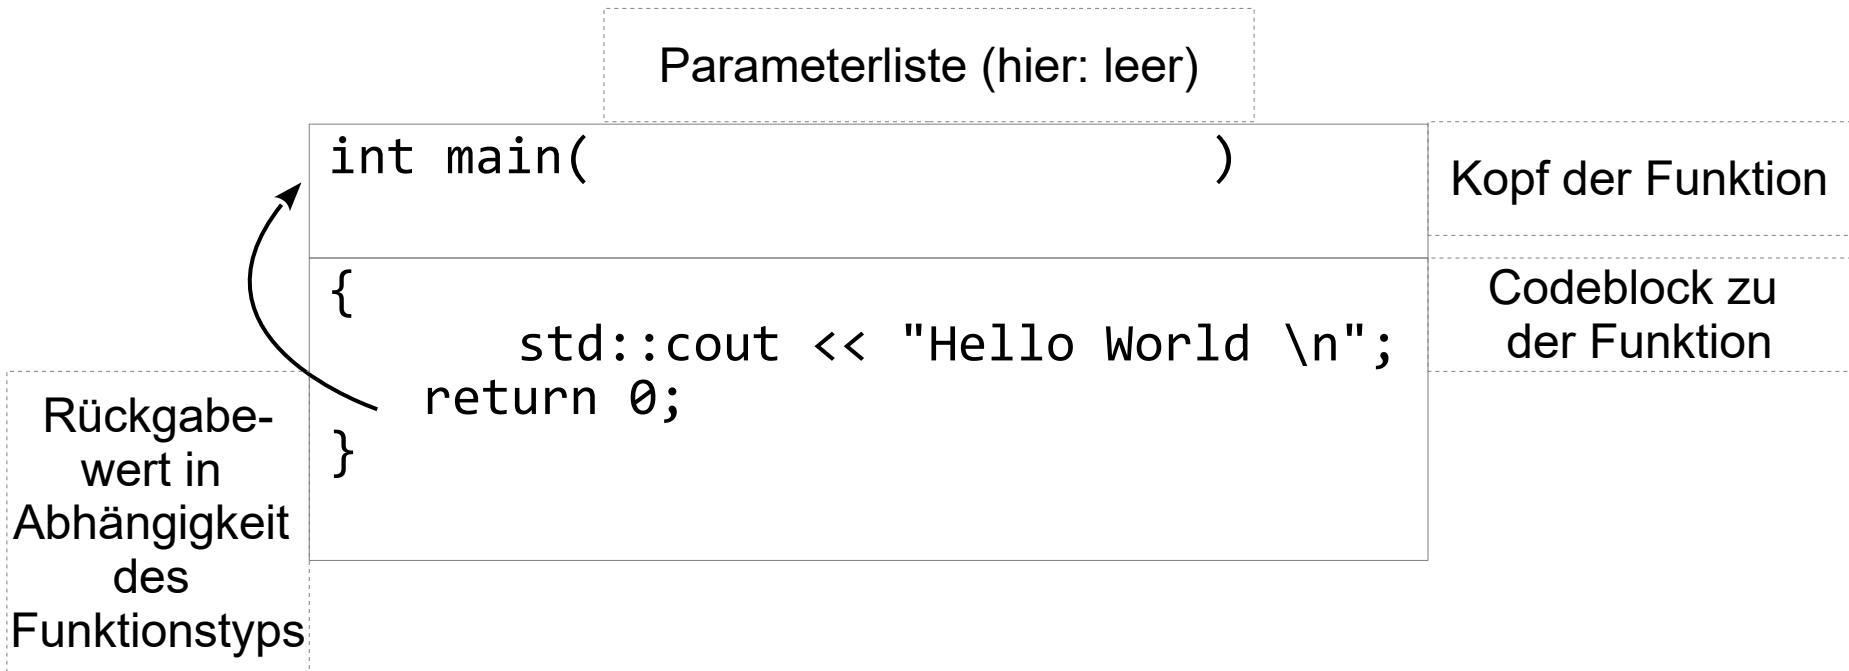 Parameterliste (hier: leer)
int main( )
Kopf der Funktion
{
std::cout << "Hello World \n";
return 0;
}
Codeblock zu
der Funktion
Rückgabe-
wert in
Abhängigkeit
des
Funktionstyps